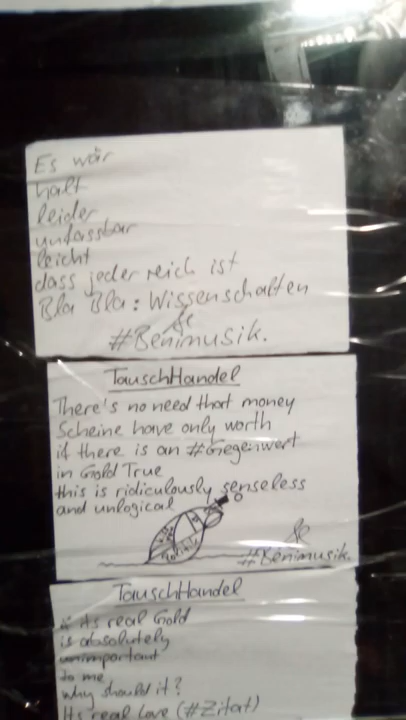 Es wär
halt
leider
unfassbar
leicht
dass jeder reich ist
Bla Bla: Wissenschaften
#Benimusik.
TauschHandel
There's no need that money
Scheine have only worth
if there is an #Gegenwert
in Gold True
this is ridiculously senseless
and unlogical
#Benimusik.
TauschHandel
its real Gold
is absolutely
unimportant
to me
why should it?
Its real Love (#Zitat)